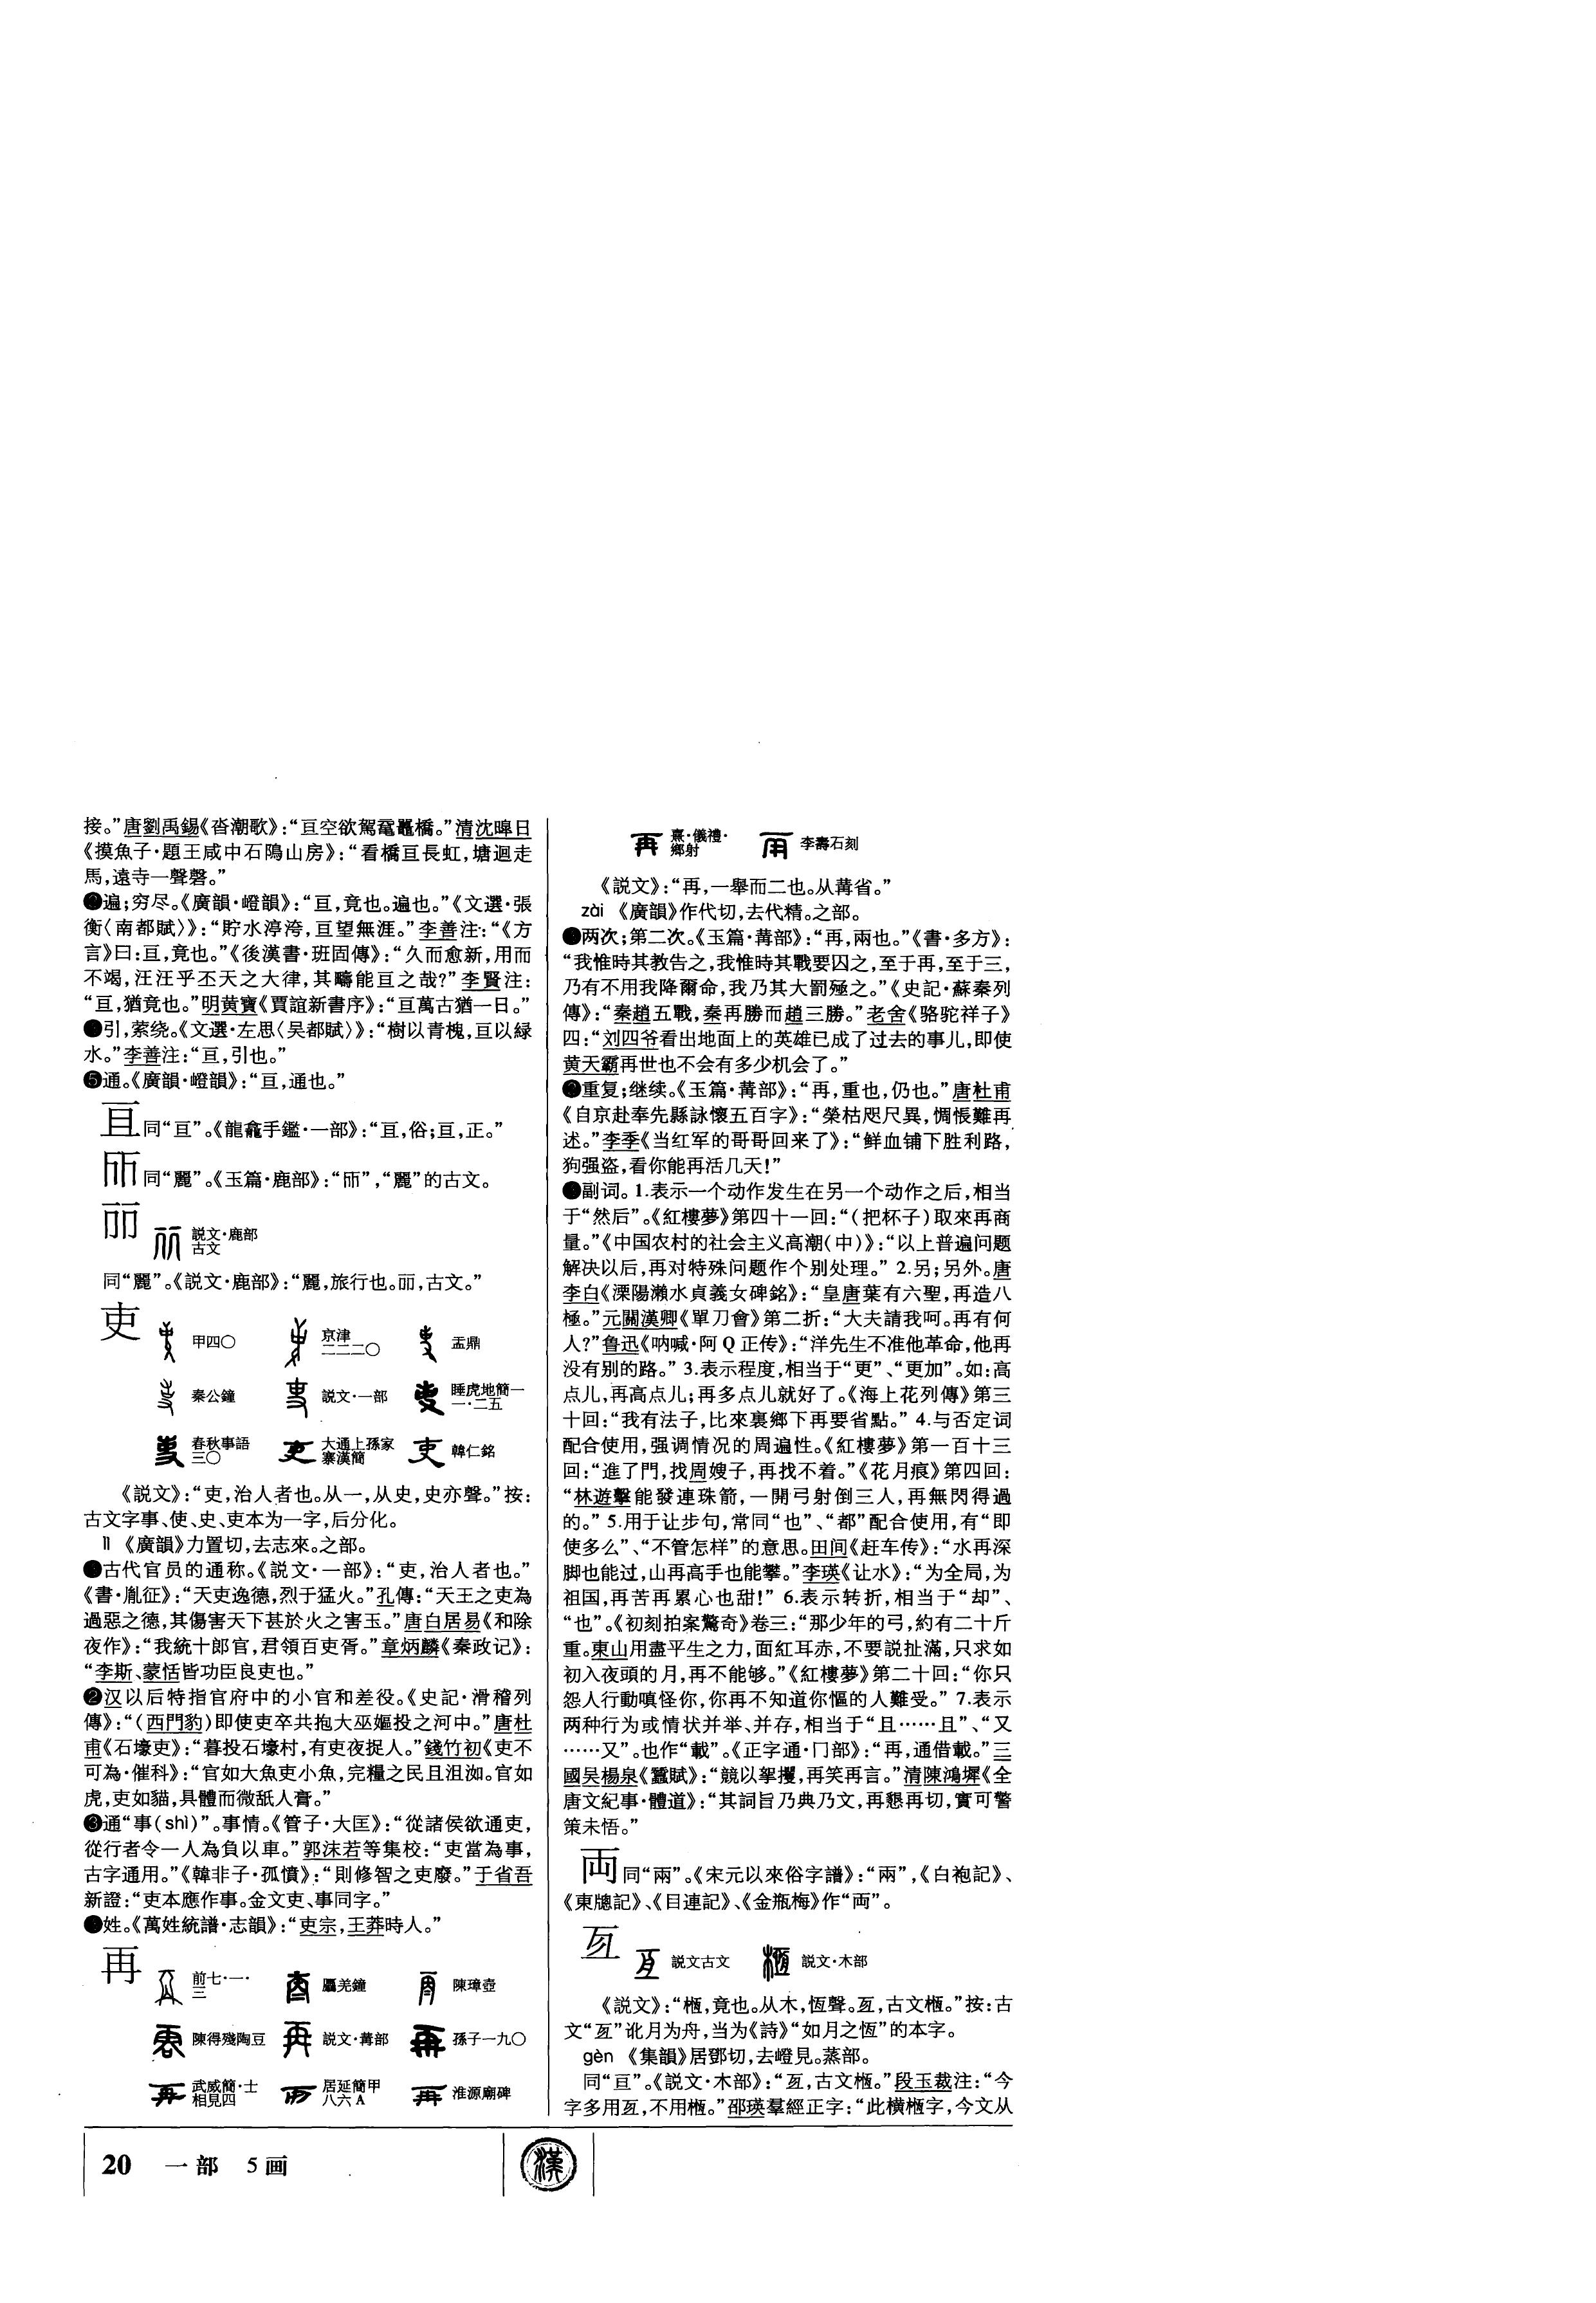 接。”唐劉禹錫《沓潮歌》：“亘空欲駕黿鼉橋。”清沈皞日
《摸魚子·題王咸中石隖山房》：“看橋亘長虹，塘迴走
馬，遠寺一聲磬。”
❸遍；穷尽。《廣韻·嶝韻》：“亘，竟也。遍也。”《文選·張
衡〈南都賦〉》：“貯水渟洿，亘望無涯。”李善注：“《方
言》曰：亘，竟也。”《後漢書·班固傳》：“久而愈新，用而
不竭，汪汪乎丕天之大律，其疇能亘之哉？”李賢注：
“亘，猶竟也。”明黄寶《賈誼新書序》：“亘萬古猶一日。”
❹引，萦绕。《文選·左思〈吴都賦〉》：“樹以青槐，亘以緑
水。”李善注：“亘，引也。”
❺通。《廣韻·嶝韻》：“亘，通也。”
同“亘”。《龍龕手鑑·一部》：“亘，俗；亘，正。”
同“麗”。《玉篇·鹿部》：“”，“麗”的古文。
丽 説文·鹿部古文
同“麗”。《説文·鹿部》：“麗，旅行也。丽，古文。”
吏 甲四〇 京津二二二〇 盂鼎
秦公鐘 説文·一部 睡虎地簡一一·二五
春秋事語三〇 大通上孫家寨漢簡 韓仁銘
《説文》：“吏，治人者也。从一，从史，史亦聲。”按：
古文字事、使、史、吏本为一字，后分化。
lì 《廣韻》力置切，去志來。之部。
❶古代官员的通称。《説文·一部》：“吏，治人者也。”
《書·胤征》：“天吏逸德，烈于猛火。”孔傳：“天王之吏為
過惡之德，其傷害天下甚於火之害玉。”唐白居易《和除
夜作》：“我統十郎官，君領百吏胥。”章炳麟《秦政记》：
“李斯、蒙恬皆功臣良吏也。”
❷汉以后特指官府中的小官和差役。《史記·滑稽列
傳》：“（西門豹）即使吏卒共抱大巫嫗投之河中。”唐杜
甫《石壕吏》：“暮投石壕村，有吏夜捉人。”錢竹初《吏不
可為·催科》：“官如大魚吏小魚，完糧之民且沮洳。官如
虎，吏如貓，具體而微舐人膏。”
❸通“事（shì）”。事情。《管子·大匡》：“從諸侯欲通吏，
從行者令一人為負以車。”郭沫若等集校：“吏當為事，
古字通用。”《韓非子·孤憤》：“則修智之吏廢。”于省吾
新證：“吏本應作事。金文吏、事同字。”
❹姓。《萬姓統譜·志韻》：“吏宗，王莽時人。”
再 前七·一·三 𠫑羌鐘 陳璋壺
陳得殘陶豆 説文·冓部 孫子一九〇
武威簡·士相見四 居延簡甲八六A 淮源廟碑
熹·儀禮·鄉射 李壽石刻
《説文》：“再，一舉而二也。从冓省。”
zài 《廣韻》作代切，去代精。之部。
❶两次；第二次。《玉篇·冓部》：“再，兩也。”《書·多方》：
“我惟時其教告之，我惟時其戰要囚之，至于再，至于三，
乃有不用我降爾命，我乃其大罰殛之。”《史記·蘇秦列
傳》：“秦趙五戰，秦再勝而趙三勝。”老舍《骆驼祥子》
四：“刘四爷看出地面上的英雄已成了过去的事儿，即使
黄天霸再世也不会有多少机会了。”
❷重复；继续。《玉篇·冓部》：“再，重也，仍也。”唐杜甫
《自京赴奉先縣詠懷五百字》：“榮枯咫尺異，惆悵難再
述。”李季《当红军的哥哥回来了》：“鲜血铺下胜利路，
狗强盗，看你能再活几天！”
❸副词。1.表示一个动作发生在另一个动作之后，相当
于“然后”。《紅樓夢》第四十一回：“（把杯子）取來再商
量。”《中国农村的社会主义高潮（中）》：“以上普遍问题
解决以后，再对特殊问题作个别处理。” 2.另；另外。唐
李白《溧陽瀨水貞義女碑銘》：“皇唐葉有六聖，再造八
極。”元關漢卿《單刀會》第二折：“大夫請我呵。再有何
人？”鲁迅《呐喊·阿Q正传》：“洋先生不准他革命，他再
没有别的路。” 3.表示程度，相当于“更”、“更加”。如：高
点儿，再高点儿；再多点儿就好了。《海上花列傳》第三
十回：“我有法子，比來裏鄉下再要省點。” 4.与否定词
配合使用，强调情况的周遍性。《紅樓夢》第一百十三
回：“進了門，找周嫂子，再找不着。”《花月痕》第四回：
“林遊擊能發連珠箭，一開弓射倒三人，再無閃得過
的。” 5.用于让步句，常同“也”、“都”配合使用，有“即
使多么”、“不管怎样”的意思。田间《赶车传》：“水再深
脚也能过，山再高手也能攀。”李瑛《让水》：“为全局，为
祖国，再苦再累心也甜！” 6.表示转折，相当于“却”、
“也”。《初刻拍案驚奇》卷三：“那少年的弓，約有二十斤
重。東山用盡平生之力，面紅耳赤，不要説扯滿，只求如
初入夜頭的月，再不能够。”《紅樓夢》第二十回：“你只
怨人行動嗔怪你，你再不知道你慪的人難受。” 7.表示
两种行为或情状并举、并存，相当于“且……且”、“又
……又”。也作“載”。《正字通·冂部》：“再，通借載。”三
國吴楊泉《蠶賦》：“競以挐攫，再笑再言。”清陳鴻墀《全
唐文紀事·體道》：“其詞旨乃典乃文，再懇再切，實可警
策未悟。”
両 同“兩”。《宋元以來俗字譜》：“兩”，《白袍記》、
《東牕記》、《目連記》、《金瓶梅》作“両”。
亙 説文古文 説文·木部
《説文》：“㮓，竟也。从木，恆聲。亙，古文㮓。”按：古
文“亙”讹月为舟，当为《詩》“如月之恆”的本字。
gèn 《集韻》居鄧切，去嶝見。蒸部。
同“亘”。《説文·木部》：“亙，古文㮓。”段玉裁注：“今
字多用亙，不用㮓。”邵瑛羣經正字：“此橫㮓字，今文从
20 一部 5画
漢